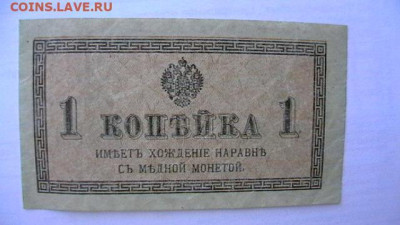 COINS.LAVE.RU
1 КОПѢЙКА 1
ИМѢЕТЪ ХОЖДЕНІЕ НАРАВНѢ
СЪ МѢДНОЙ МОНЕТОЙ.